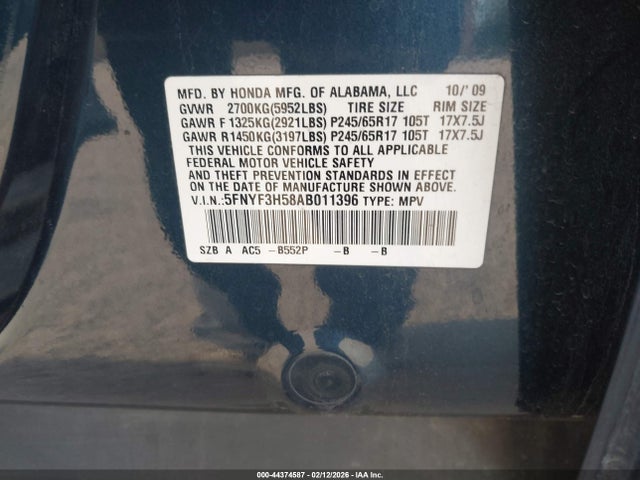 MFD. BY HONDA MFG. OF ALABAMA, LLC 10/'09
GVWR 2700KG(5952LBS) TIRE SIZE RIM SIZE
GAWR F 1325KG(2921LBS) P245/65R17 105T 17X7.5J
GAWR R 1450KG(3197LBS) P245/65R17 105T 17X7.5J
THIS VEHICLE CONFORMS TO ALL APPLICABLE
FEDERAL MOTOR VEHICLE SAFETY
AND THEFT PREVENTION STANDARDS IN EFFECT
ON THE DATE OF MANUFACTURE SHOWN ABOVE.
V.I.N.: 5FNYF3H58AB011396 TYPE: MPV
SZB A AC5 -B552P -B -B
000-44374587 - 02/12/2026 - IAA Inc.